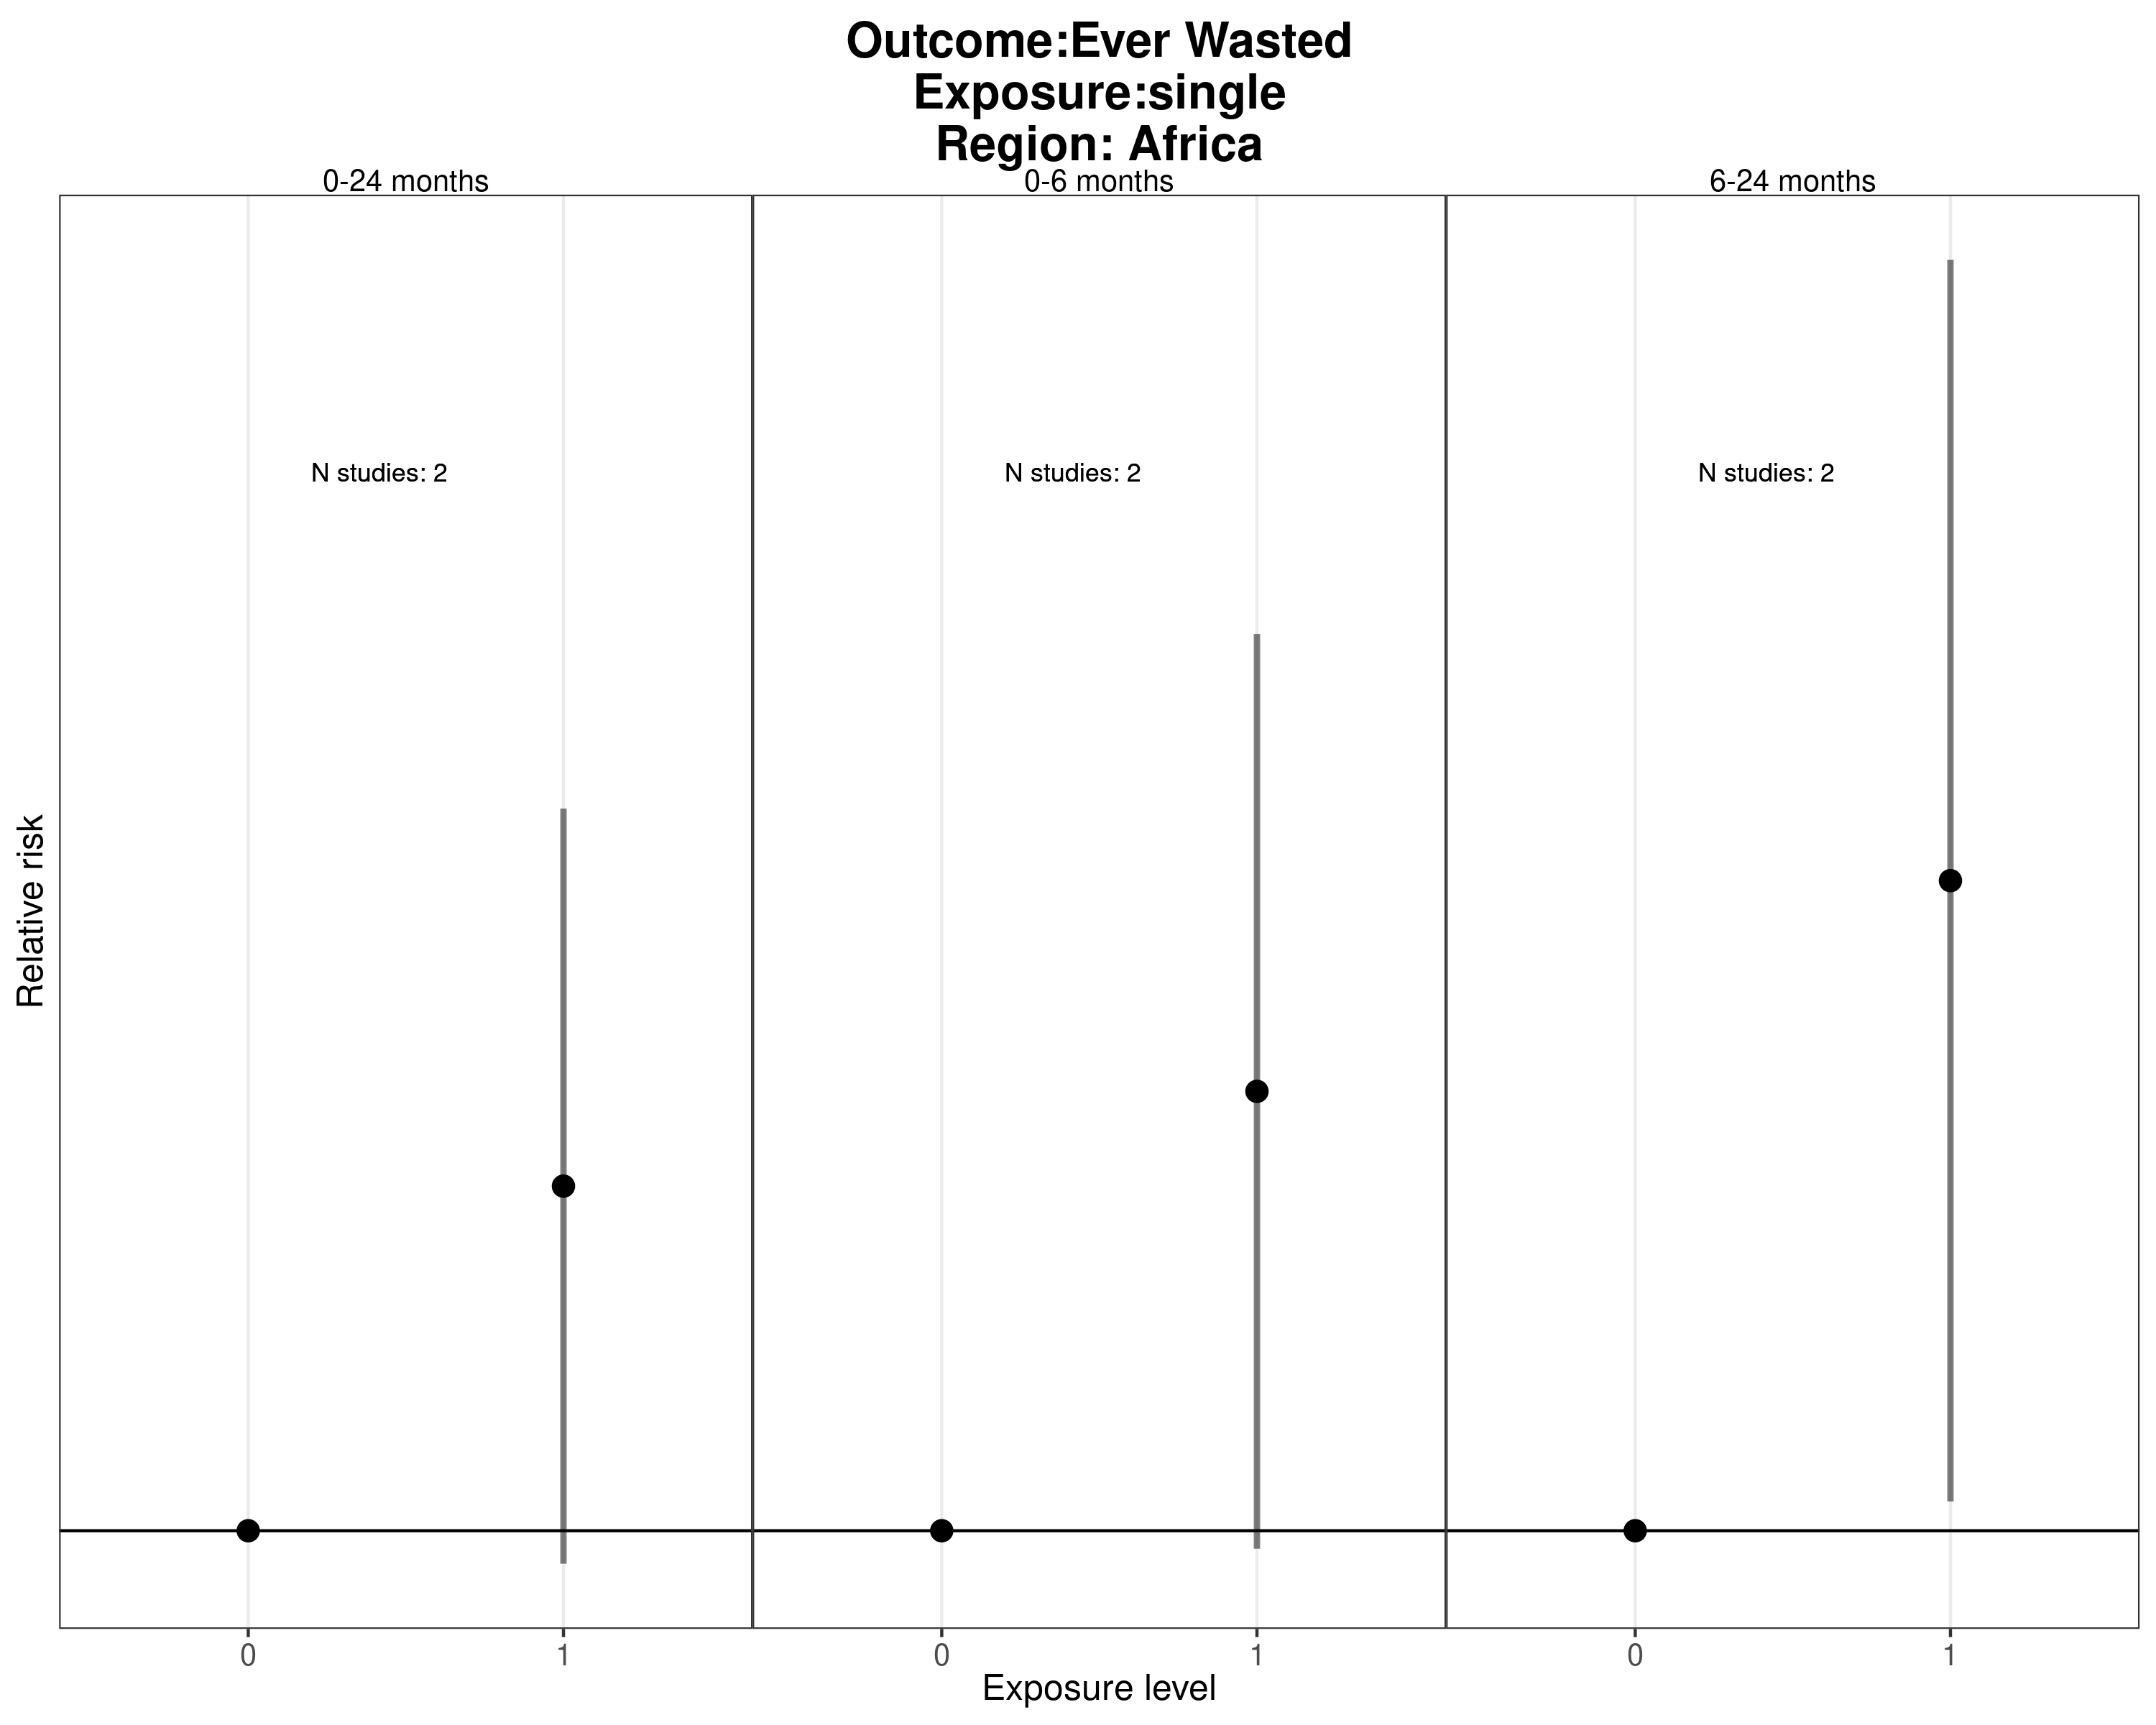 Outcome:Ever Wasted
Exposure:single
Region: Africa
0-24 months
0-6 months
6-24 months
N studies: 2
N studies: 2
N studies: 2
Relative risk
0
1
0
1
0
1
Exposure level